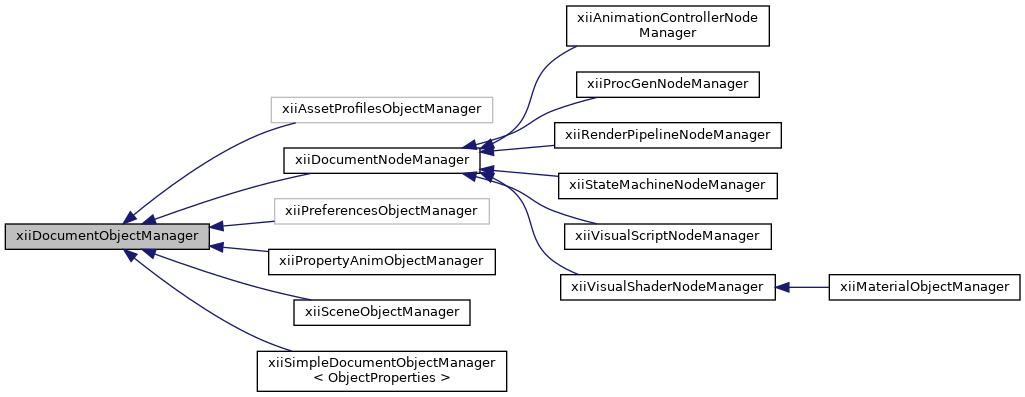 xiiAnimationControllerNode
Manager
xiiProcGenNodeManager
xiiAssetProfilesObjectManager
xiiRenderPipelineNodeManager
xiiDocumentNodeManager
xiiStateMachineNodeManager
xiiPreferencesObjectManager
xiiDocumentObjectManager
xiiVisualScriptNodeManager
xiiPropertyAnimObjectManager
xiiVisualShaderNodeManager
xiiMaterialObjectManager
xiiSceneObjectManager
xiiSimpleDocumentObjectManager
< ObjectProperties >